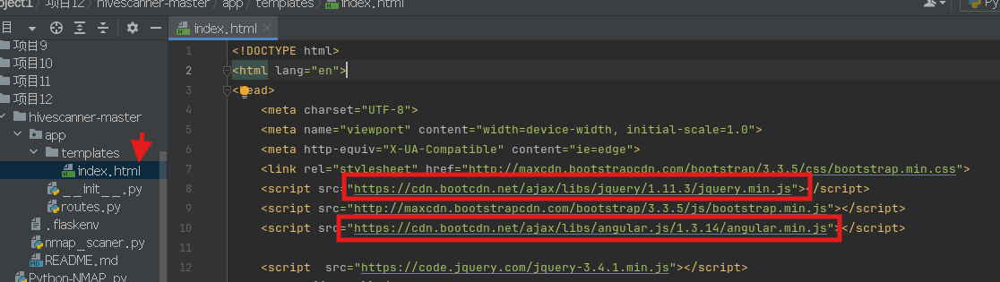 oject1 〉 项目12 〉 hivescanner-master 〉 app 〉 templates 〉 index.html
Py
目
index.html ×
项目9
项目10
项目11
项目12
hivescanner-master
app
templates
index.html
__init__.py
routes.py
.flaskenv
nmap_scaner.py
README.md
Python-NMAP.py
1 <!DOCTYPE html>
2 <html lang="en">
3 <head>
4 <meta charset="UTF-8">
5 <meta name="viewport" content="width=device-width, initial-scale=1.0">
6 <meta http-equiv="X-UA-Compatible" content="ie=edge">
7 <link rel="stylesheet" href="http://maxcdn.bootstrapcdn.com/bootstrap/3.3.5/css/bootstrap.min.css">
8 <script src="https://cdn.bootcdn.net/ajax/libs/jquery/1.11.3/jquery.min.js"></script>
9 <script src="http://maxcdn.bootstrapcdn.com/bootstrap/3.3.5/js/bootstrap.min.js"></script>
10 <script src="https://cdn.bootcdn.net/ajax/libs/angular.js/1.3.14/angular.min.js"></script>
11
12 <script src="https://code.jquery.com/jquery-3.4.1.min.js"></script>